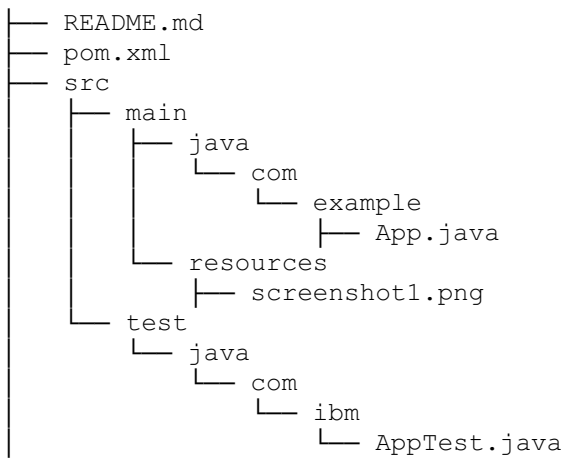 README.md
pom.xml
src
main
java
com
example
App.java
resources
screenshot1.png
test
java
com
ibm
AppTest.java